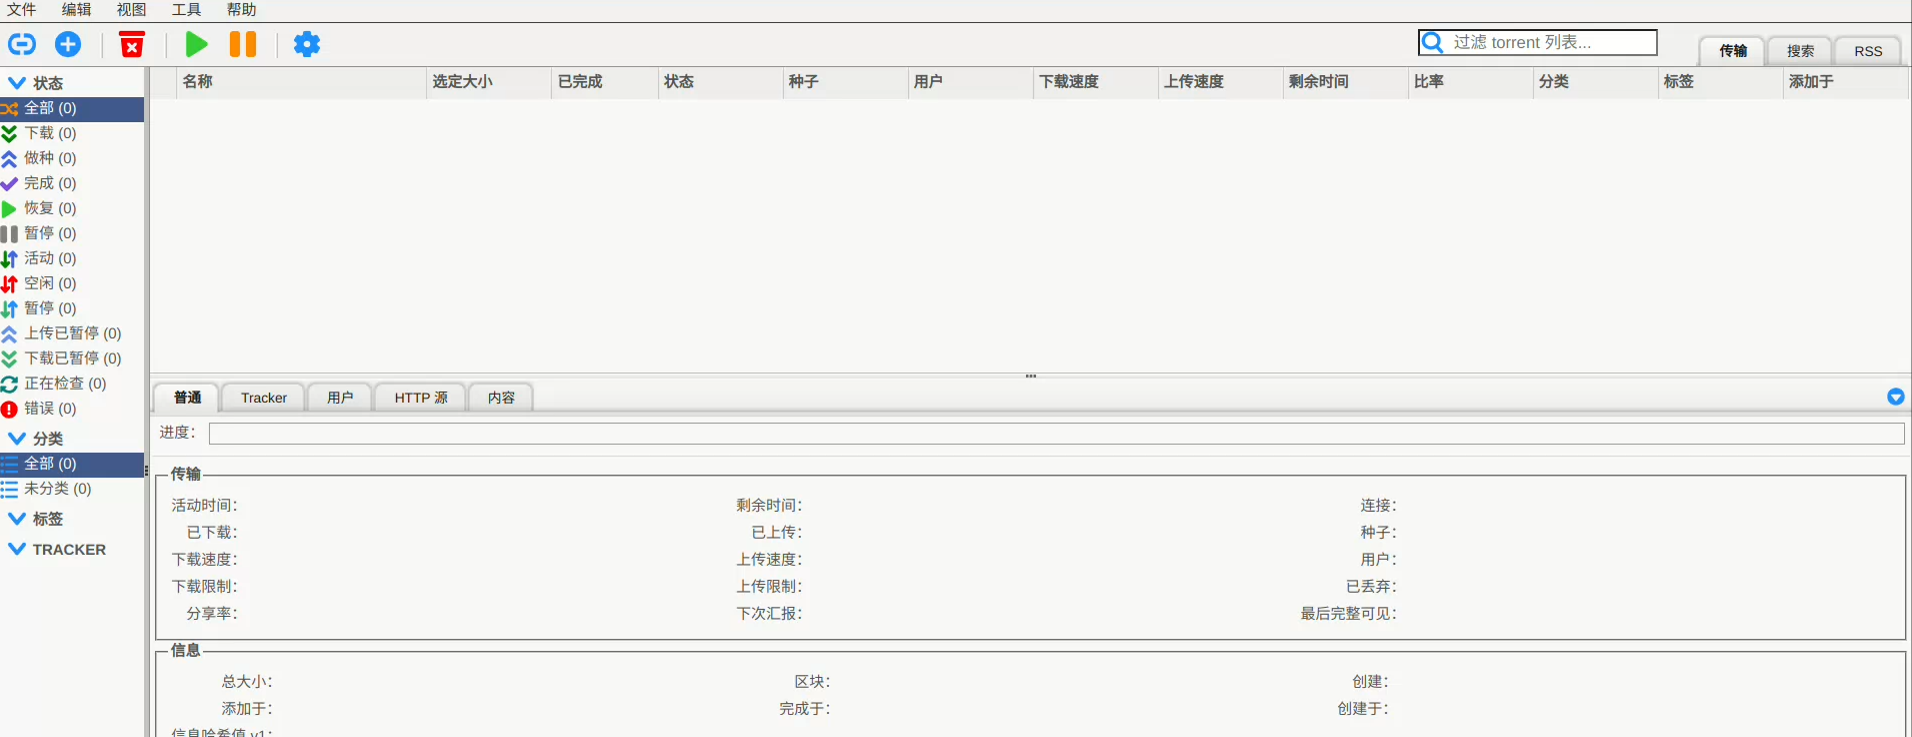 文件 编辑 视图 工具 帮助
过滤 torrent 列表...
传输 搜索 RSS
状态
全部 (0)
下载 (0)
做种 (0)
完成 (0)
恢复 (0)
暂停 (0)
活动 (0)
空闲 (0)
暂停 (0)
上传已暂停 (0)
下载已暂停 (0)
正在检查 (0)
错误 (0)
分类
全部 (0)
未分类 (0)
标签
TRACKER
名称 选定大小 已完成 状态 种子 用户 下载速度 上传速度 剩余时间 比率 分类 标签 添加于
普通 Tracker 用户 HTTP 源 内容
进度:
传输
活动时间: 剩余时间: 连接:
已下载: 已上传: 种子:
下载速度: 上传速度: 用户:
下载限制: 上传限制: 已丢弃:
分享率: 下次汇报: 最后完整可见:
信息
总大小: 区块: 创建:
添加于: 完成于: 创建于:
信息哈希值 v1: